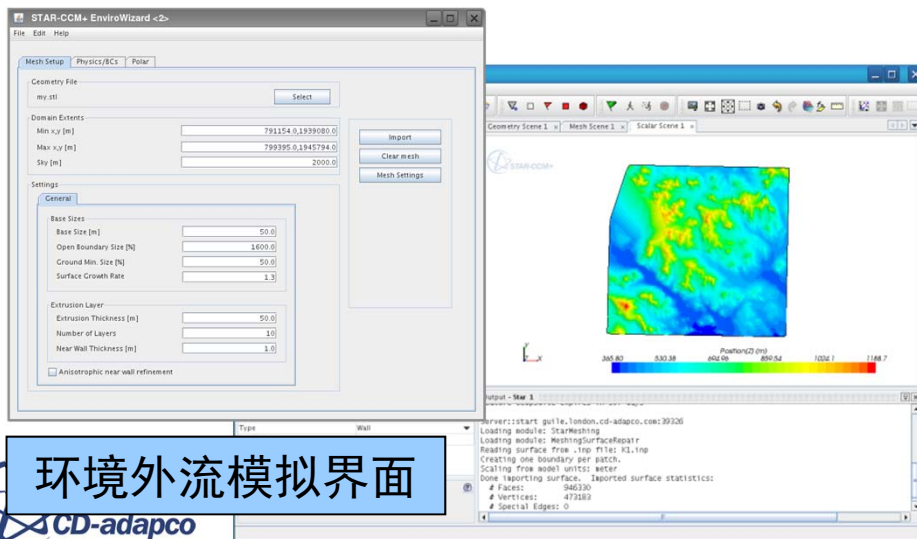 STAR-CCM+ EnviroWizard <2>
File Edit Help
Mesh Setup Physics/BCs Polar
Geometry File
my.stl Select
Domain Extents
Min x,y [m] 791154.0,1939080.0
Max x,y [m] 799395.0,1945794.0
Sky [m] 2000.0
Import
Clear mesh
Mesh Settings
Settings
General
Base Sizes
Base Size [m] 50.0
Open Boundary Size [%] 1600.0
Ground Min. Size [%] 50.0
Surface Growth Rate 1.3
Extrusion Layer
Extrusion Thickness [m] 50.0
Number of Layers 10
Near Wall Thickness [m] 1.0
Anisotrophic near wall refinement
Geometry Scene 1 x Mesh Scene 1 x Scalar Scene 1 x
STAR-CCM+
Y
Z X
Position[Z] (m)
365.80 530.38 694.96 859.54 1024.1 1188.7
Output - Star 1
Server::start guile.london.cd-adapco.com:39326
Loading module: StarMeshing
Loading module: MeshingSurfaceRepair
Reading surface from .inp file: K1.inp
Creating one boundary per patch.
Scaling from model units: meter
Done importing surface. Imported surface statistics:
# Faces: 946330
# Vertices: 473183
# Special Edges: 0
Type Wall
环境外流模拟界面
CD-adapco